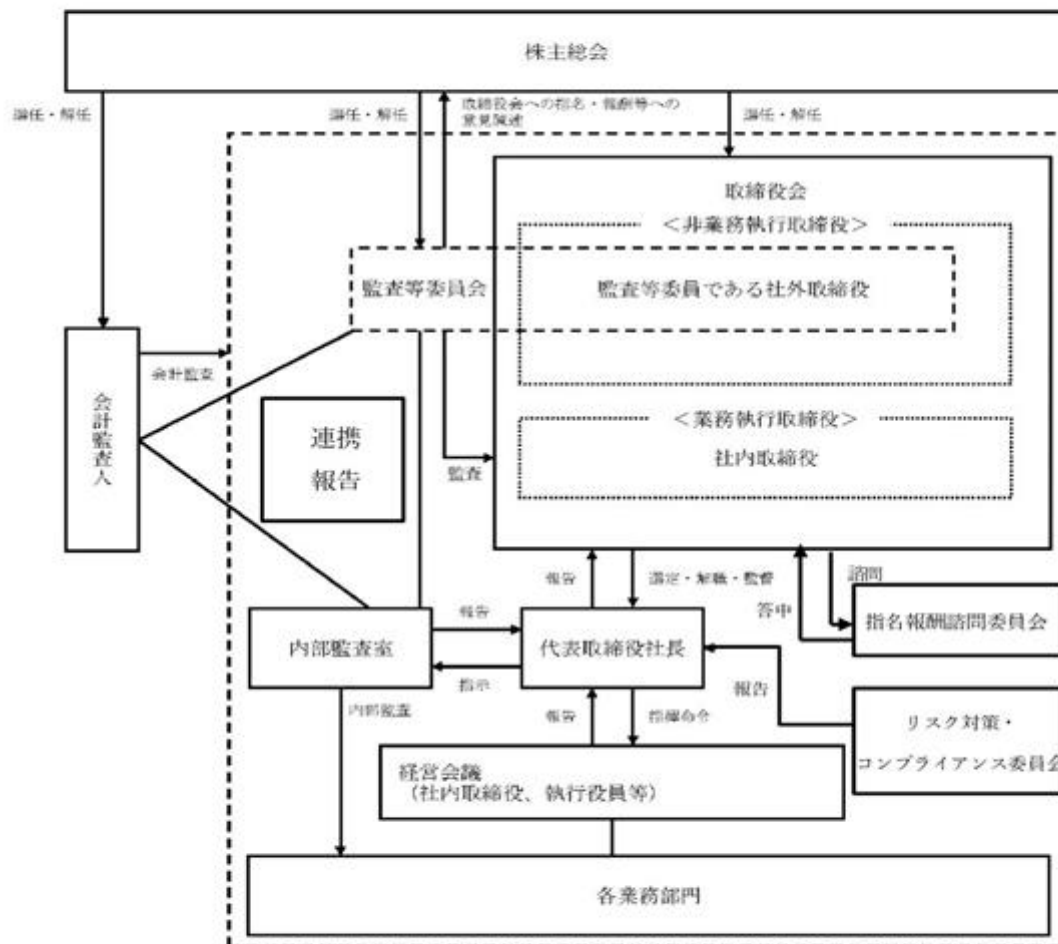 株主総会
選任・解任
選任・解任
取締役会への指名・報酬等への
意見陳述
選任・解任
取締役会
＜非業務執行取締役＞
監査等委員会
監査等委員である社外取締役
会計監査
会計監査人
＜業務執行取締役＞
社内取締役
連携
報告
監査
報告
選定・解職・監督
答申
諮問
指名報酬諮問委員会
内部監査室
報告
指示
代表取締役社長
報告
内部監査
報告
指揮命令
リスク対策・
コンプライアンス委員会
経営会議
（社内取締役、執行役員等）
各業務部門